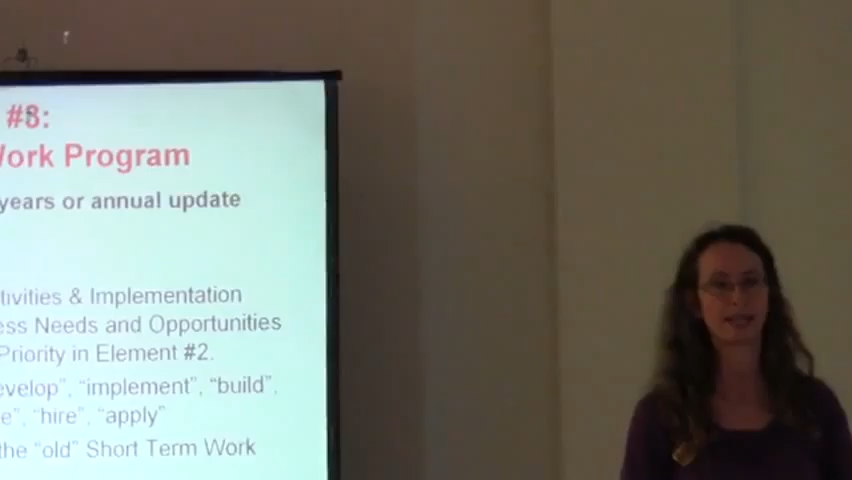 #8:
Work Program
years or annual update
tivities & Implementation
ess Needs and Opportunities
Priority in Element #2.
evelop”, “implement”, “build”,
e”, “hire”, “apply”
the “old” Short Term Work